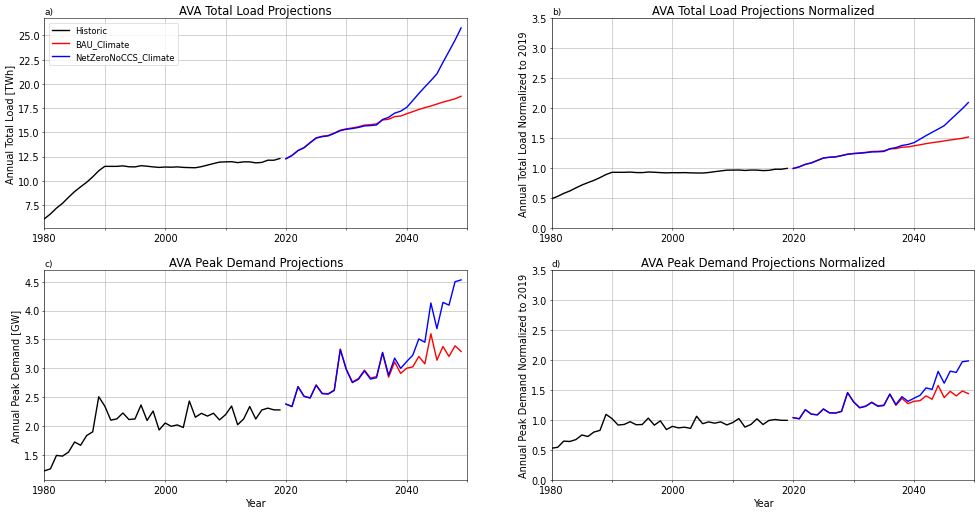 AVA Total Load Projections
a)
Historic
BAU_Climate
NetZeroNoCCS_Climate
Annual Total Load [TWh]
25.0
22.5
20.0
17.5
15.0
12.5
10.0
7.5
1980 2000 2020 2040
AVA Total Load Projections Normalized
b)
Annual Total Load Normalized to 2019
3.5
3.0
2.5
2.0
1.5
1.0
0.5
0.0
1980 2000 2020 2040
AVA Peak Demand Projections
c)
Annual Peak Demand [GW]
4.5
4.0
3.5
3.0
2.5
2.0
1.5
1980 2000 2020 2040
Year
AVA Peak Demand Projections Normalized
d)
Annual Peak Demand Normalized to 2019
3.5
3.0
2.5
2.0
1.5
1.0
0.5
0.0
1980 2000 2020 2040
Year